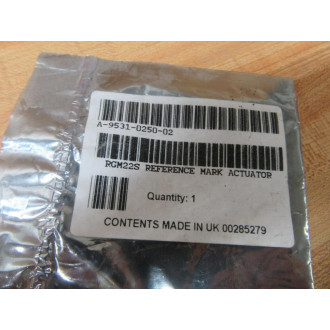 A-9531-0250-02
RGM22S REFERENCE MARK ACTUATOR
Quantity: 1
CONTENTS MADE IN UK 00285279